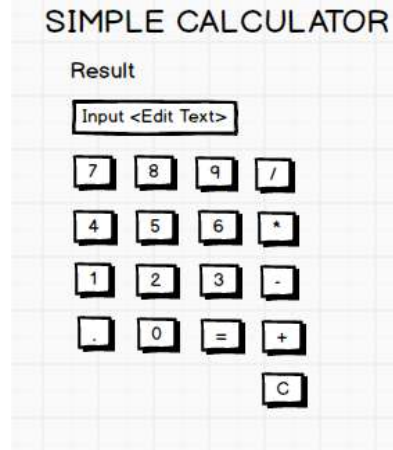 SIMPLE CALCULATOR
Result
Input <Edit Text>
7 8 9 /
4 5 6 *
1 2 3 -
. 0 = +
C